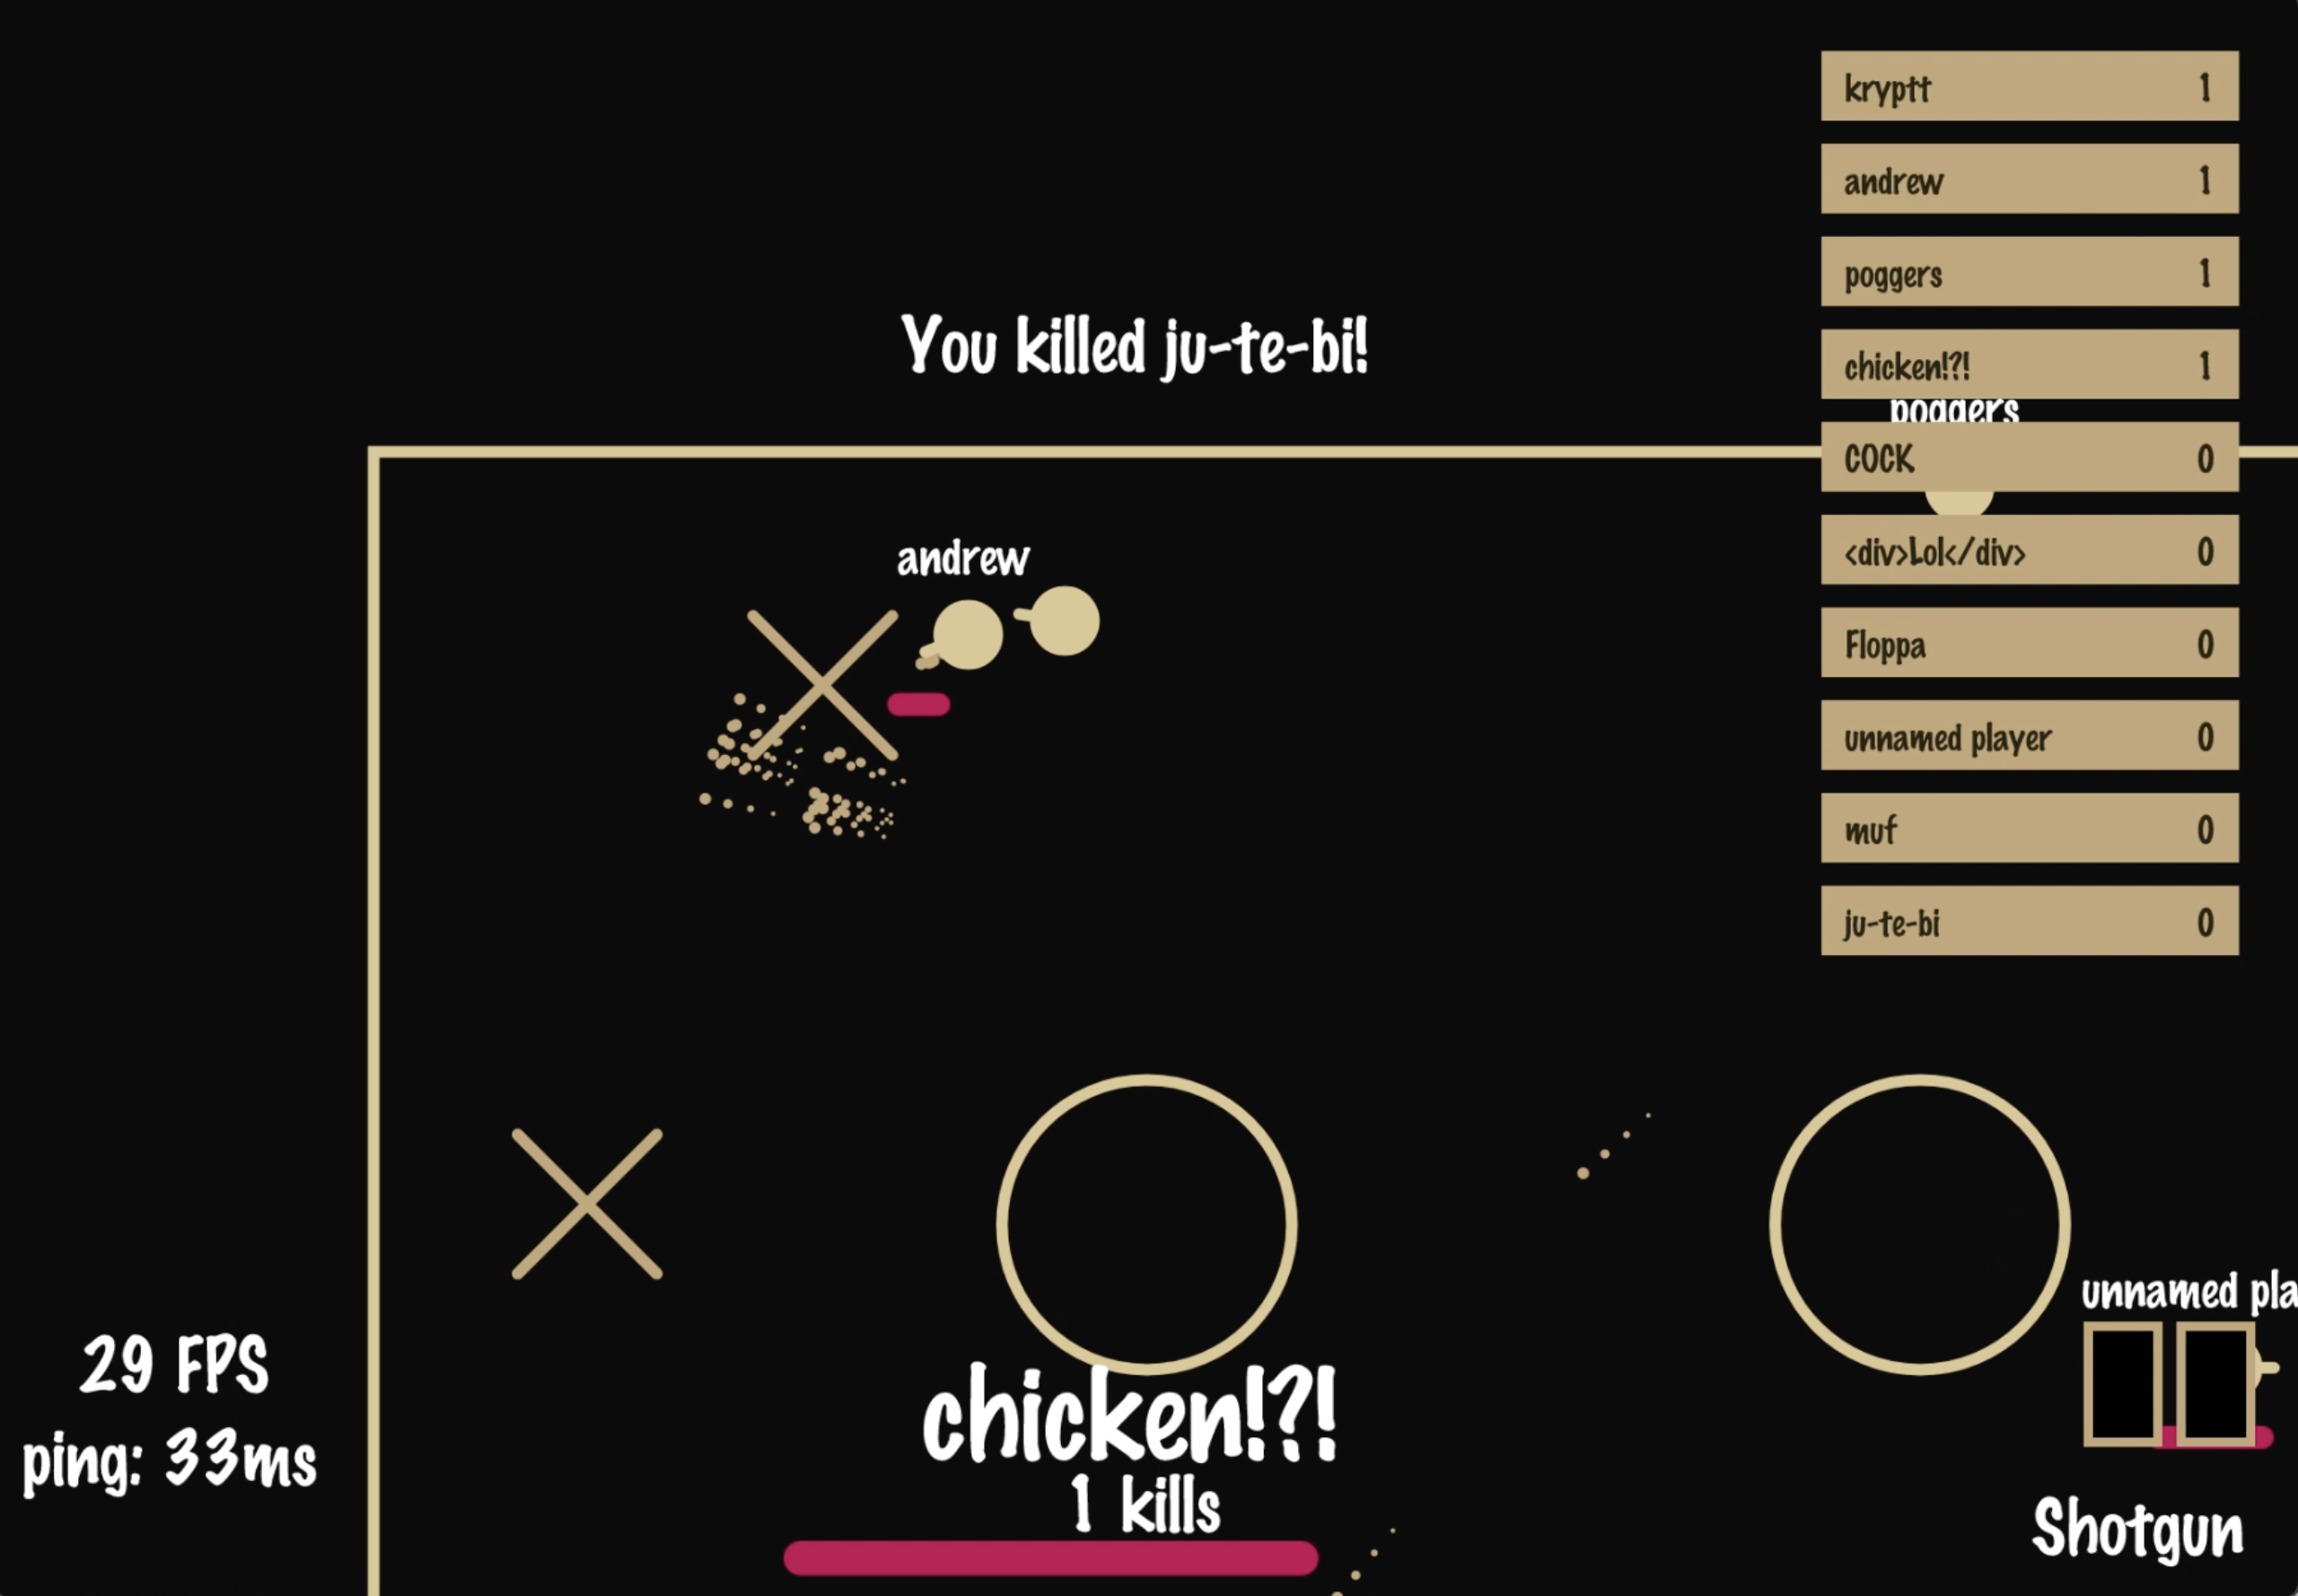 kryptt 1
andrew 1
poggers 1
You killed ju-te-bi!
chicken!?! 1
poggers
COCK 0
<div>Lol</div> 0
andrew
Floppa 0
unnamed player 0
muf 0
ju-te-bi 0
unnamed pla
29 FPS
ping: 33ms
chicken!?!
1 kills
Shotgun